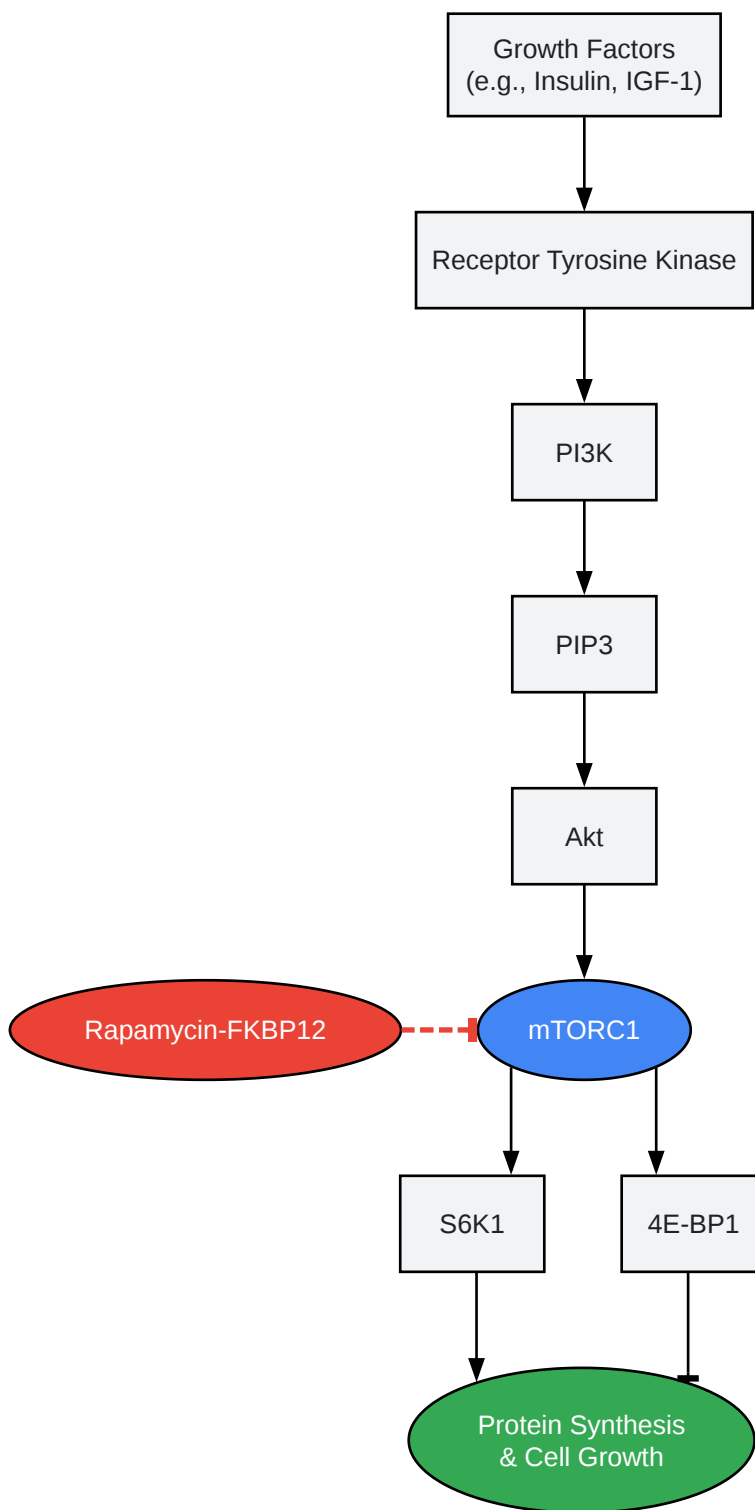 Growth Factors
(e.g., Insulin, IGF-1)
Receptor Tyrosine Kinase
PI3K
PIP3
Akt
Rapamycin-FKBP12
mTORC1
S6K1
4E-BP1
Protein Synthesis
& Cell Growth